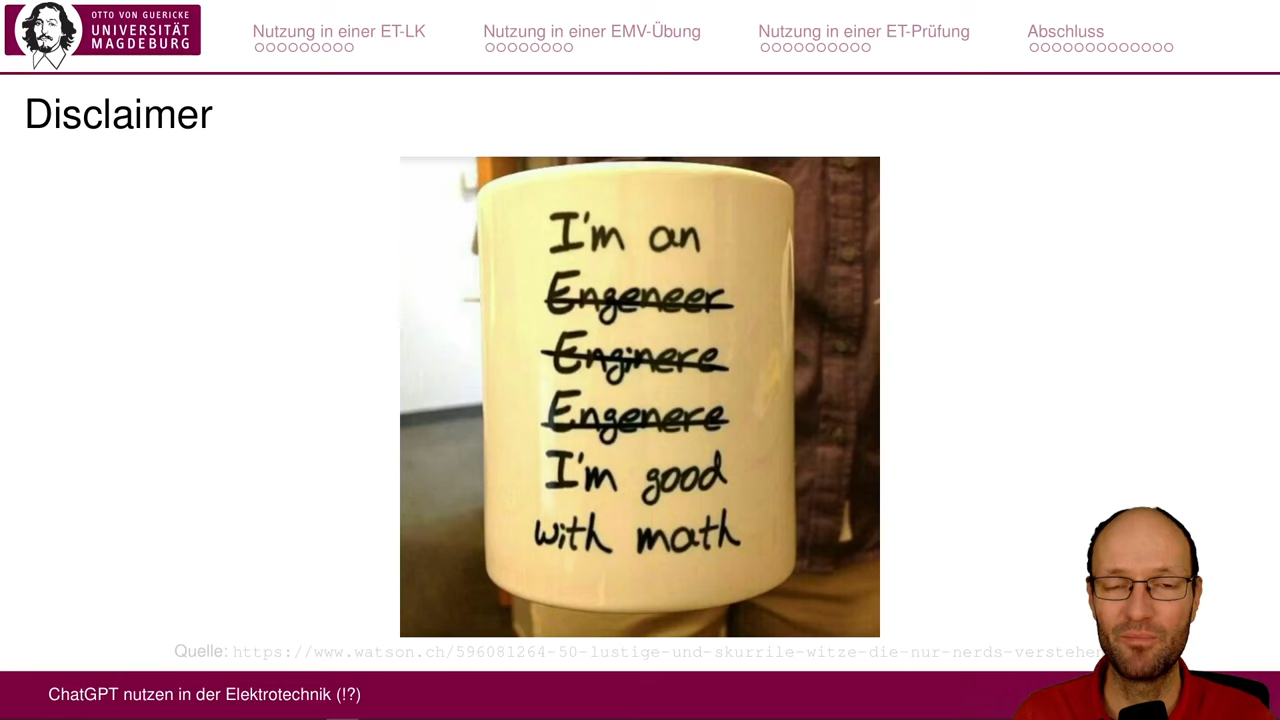 OTTO VON GUERICKE
UNIVERSITÄT
MAGDEBURG
Nutzung in einer ET-LK
Nutzung in einer EMV-Übung
Nutzung in einer ET-Prüfung
Abschluss
Disclaimer
I'm an
Engeneer
Enginere
Engenere
I'm good
with math
Quelle: https://www.watson.ch/596081264-50-lustige-und-skurrile-witze-die-nur-nerds-verstehen
ChatGPT nutzen in der Elektrotechnik (!?)